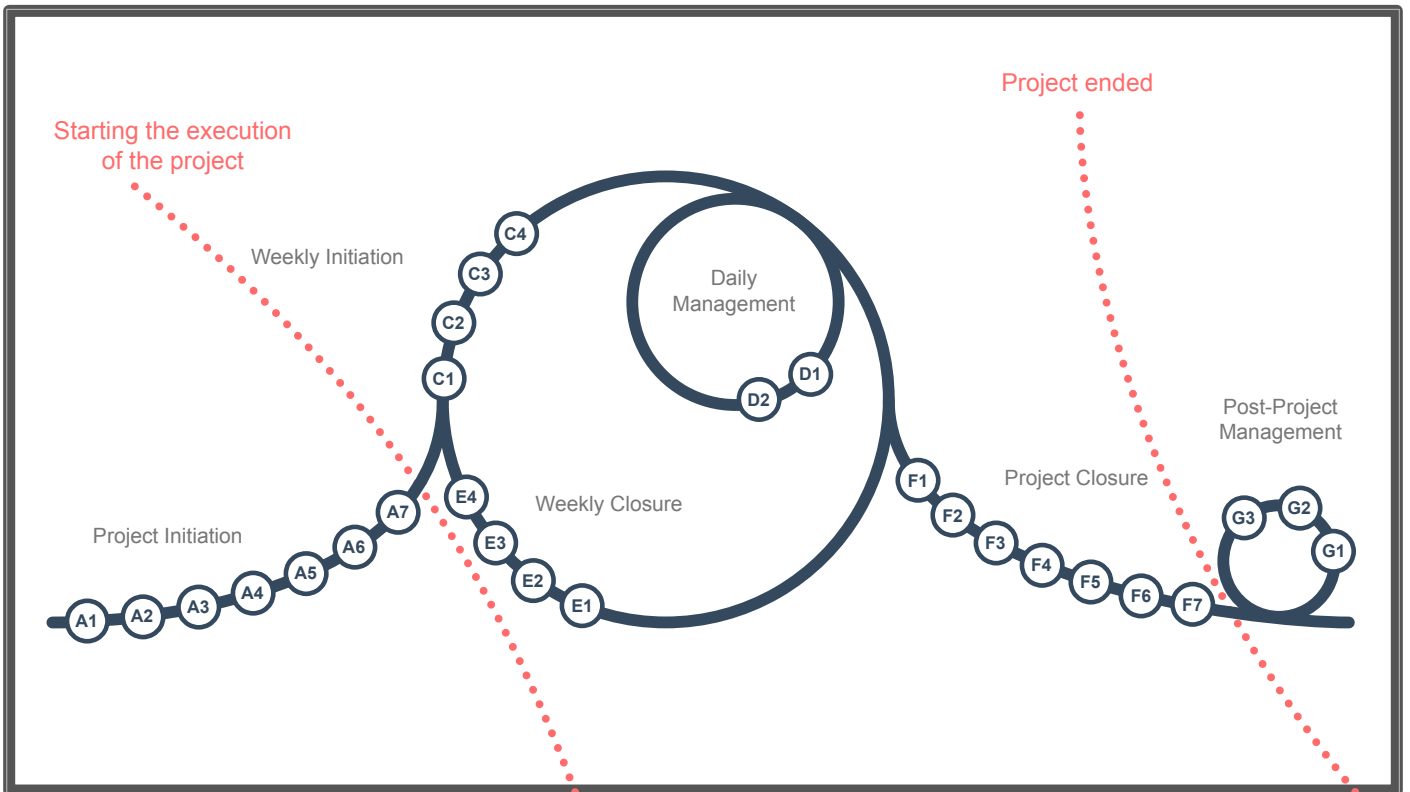 Project ended
Starting the execution
of the project
Weekly Initiation
C4
C3
C2
C1
Daily
Management
D1
D2
Post-Project
Management
Project Closure
Weekly Closure
Project Initiation
A1
A2
A3
A4
A5
A6
A7
E4
E3
E2
E1
F1
F2
F3
F4
F5
F6
F7
G3
G2
G1